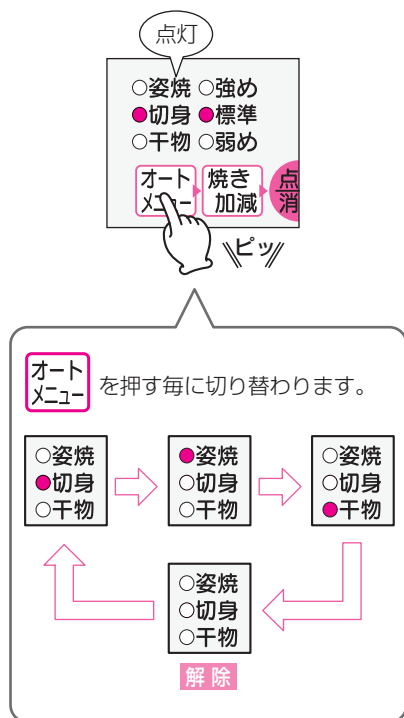 点灯
○姿焼 ○強め
●切身 ●標準
○干物 ○弱め
オート 焼き 点
メニュー 加減 消
ピッ
オート
メニュー
を押す毎に切り替わります。
○姿焼
●切身
○干物
●姿焼
○切身
○干物
○姿焼
○切身
●干物
○姿焼
○切身
○干物
解除